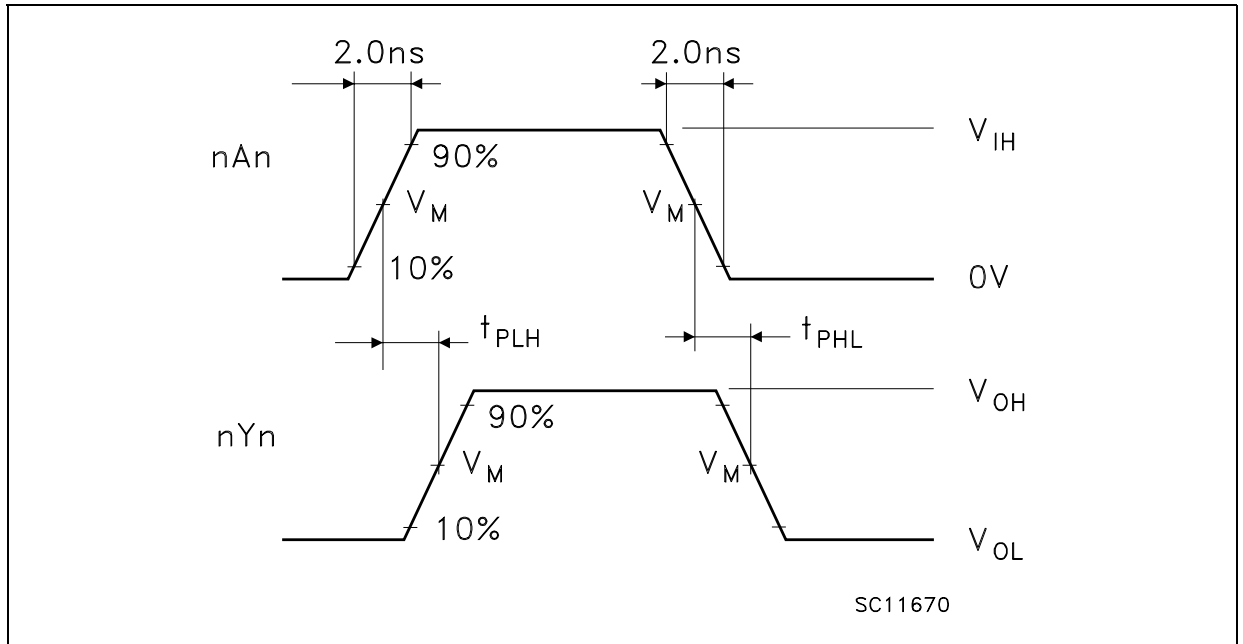 2.0ns 2.0ns
V_IH
nAn 90%
V_M V_M
10% 0V
t_PLH t_PHL
V_OH
90%
nYn
V_M V_M
10%
V_OL
SC11670